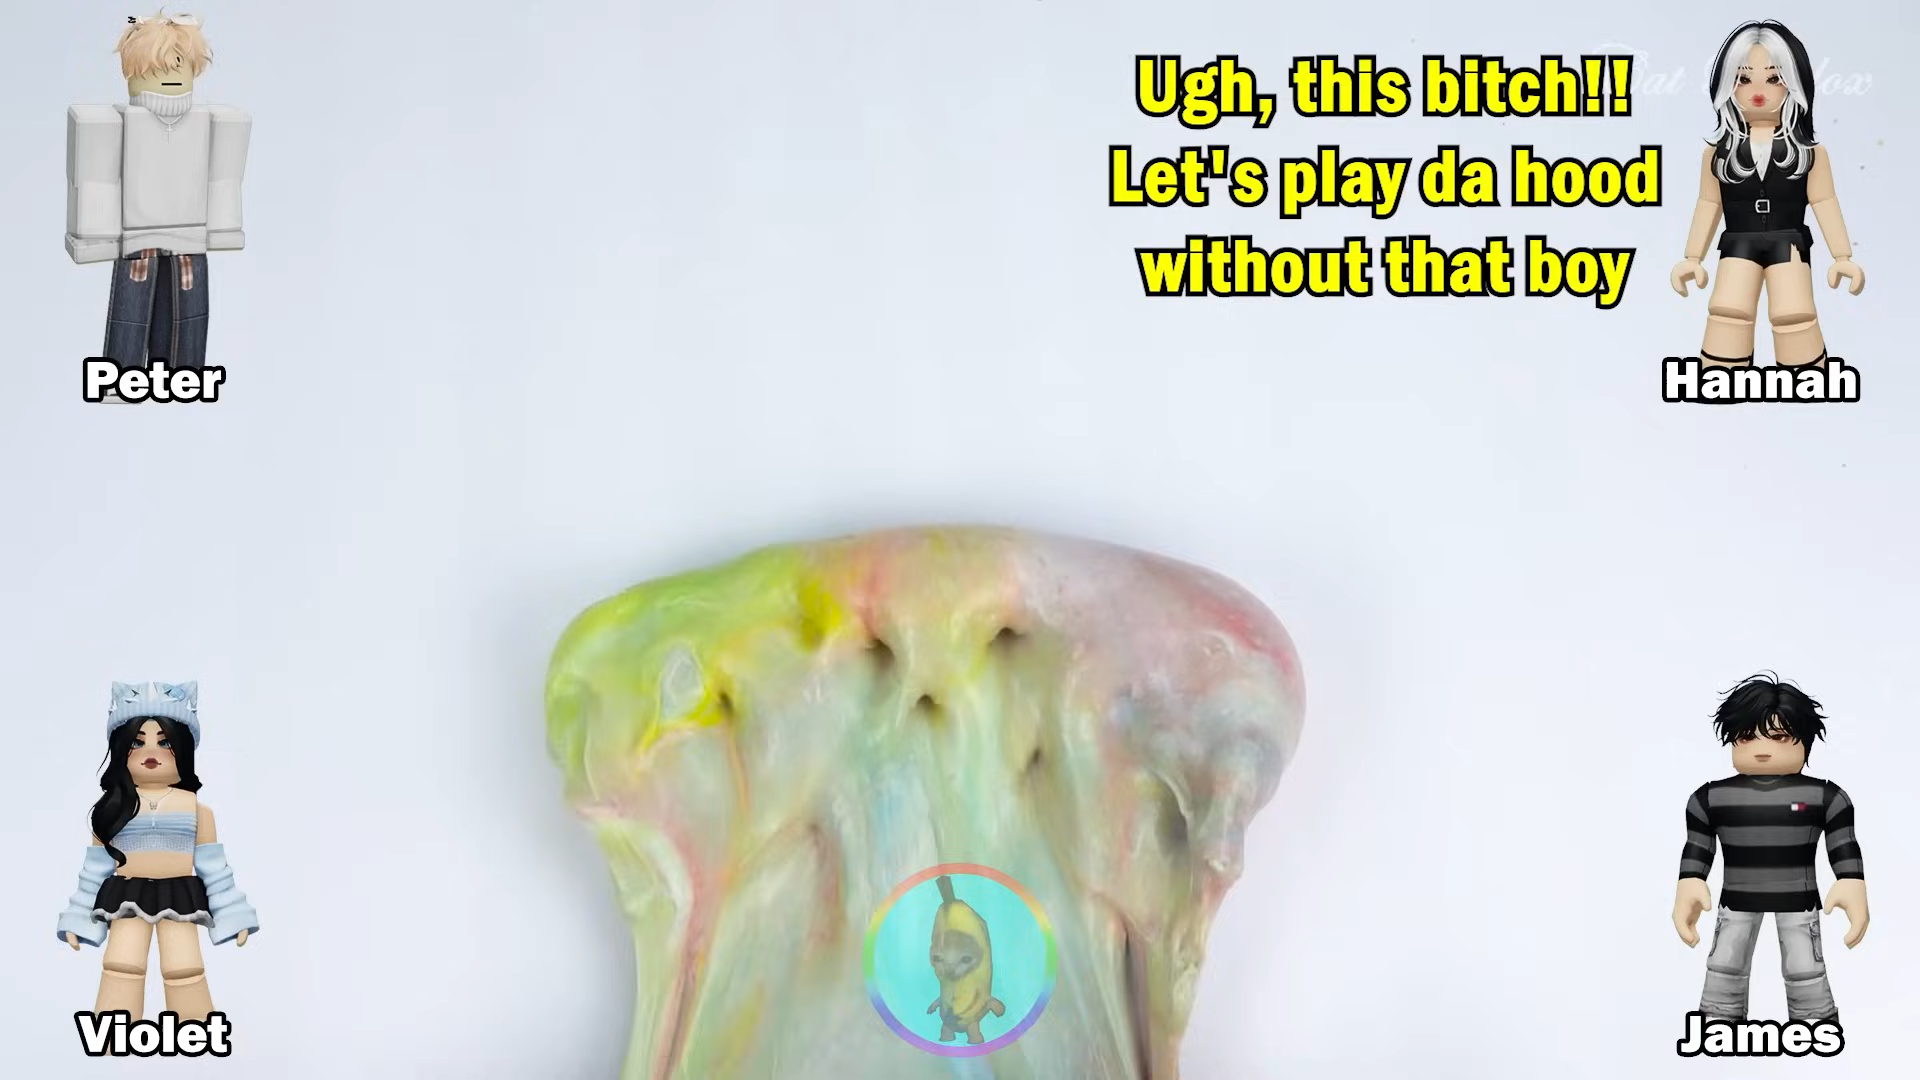 Ugh, this bitch!!
Let's play da hood
without that boy
Peter
Hannah
Violet
James